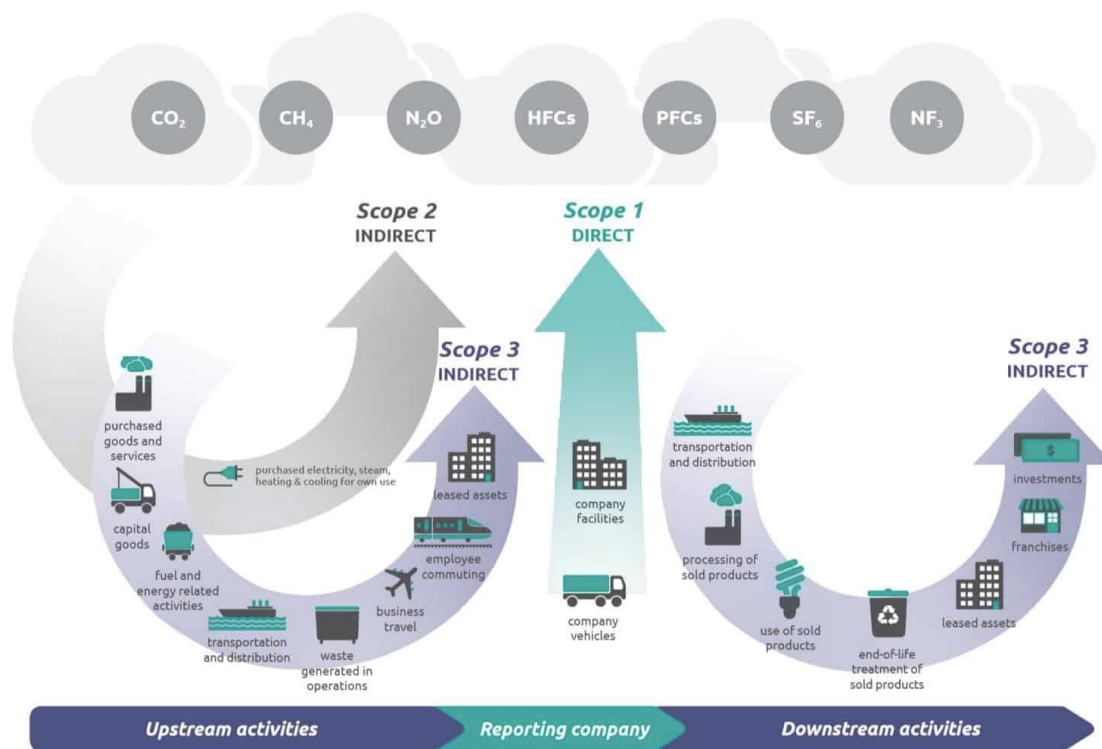 CO₂
CH₄
N₂O
HFCs
PFCs
SF₆
NF₃
Scope 2
INDIRECT
Scope 1
DIRECT
Scope 3
INDIRECT
Scope 3
INDIRECT
purchased
goods and
services
capital
goods
fuel and
energy related
activities
transportation
and distribution
waste
generated in
operations
business
travel
employee
commuting
leased assets
purchased electricity, steam,
heating & cooling for own use
company
facilities
company
vehicles
transportation
and distribution
processing of
sold products
use of sold
products
end-of-life
treatment of
sold products
leased assets
franchises
$
investments
Upstream activities
Reporting company
Downstream activities